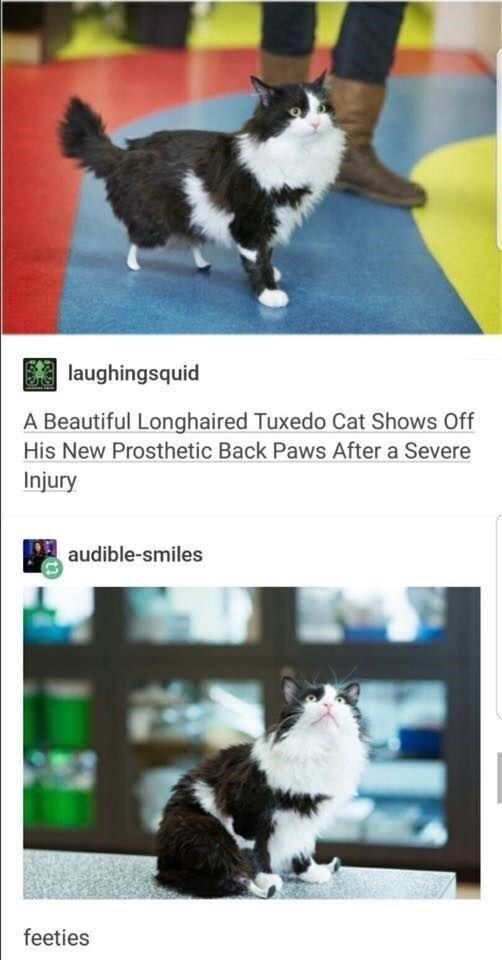 laughingsquid
A Beautiful Longhaired Tuxedo Cat Shows Off
His New Prosthetic Back Paws After a Severe
Injury
audible-smiles
feeties